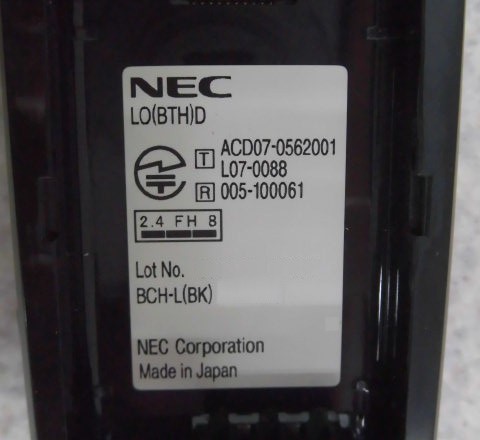 NEC
LO(BTH)D
T ACD07-0562001
L07-0088
R 005-100061
2.4 FH 8
Lot No.
BCH-L(BK)
NEC Corporation
Made in Japan